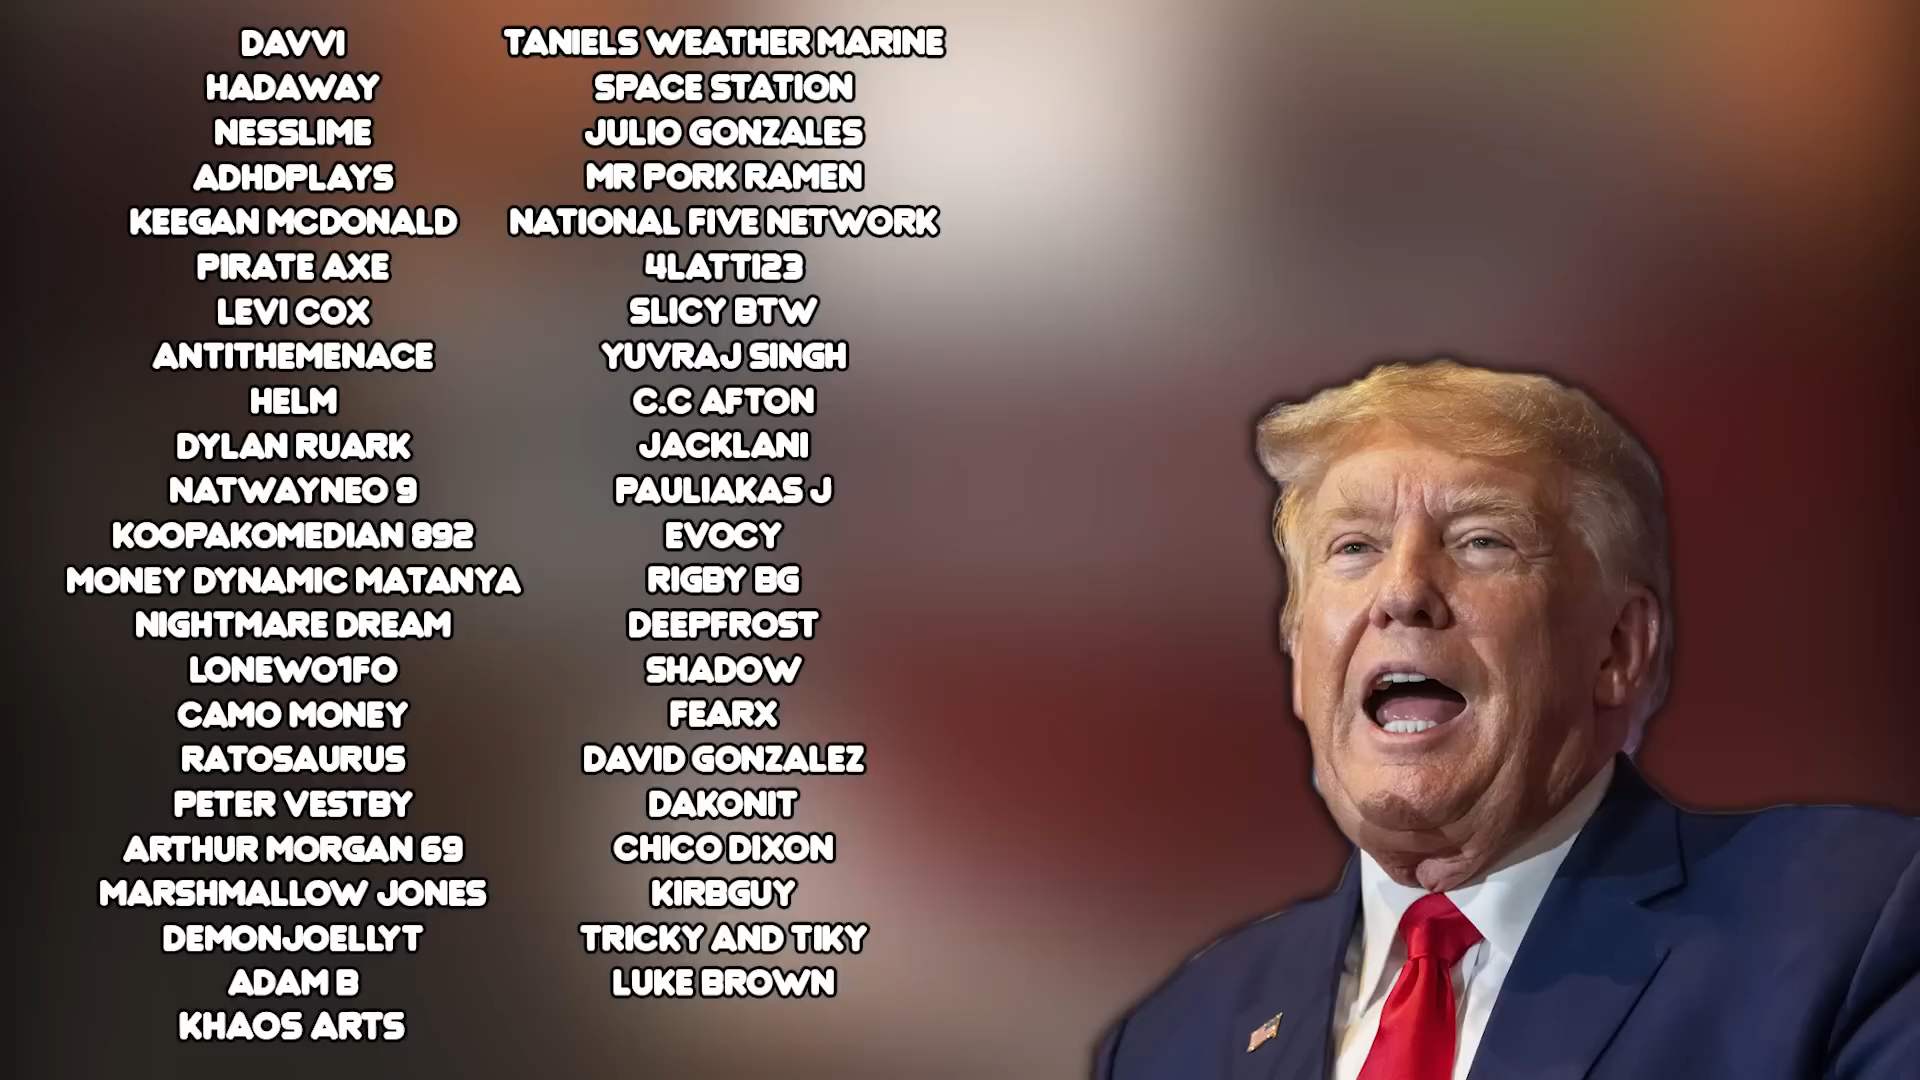 DAVVI
HADAWAY
NESSLIME
ADHDPLAYS
KEEGAN MCDONALD
PIRATE AXE
LEVI COX
ANTITHEMENACE
HELM
DYLAN RUARK
NATWAYNEO 9
KOOPAKOMEDIAN 892
MONEY DYNAMIC MATANYA
NIGHTMARE DREAM
LONEWO1FO
CAMO MONEY
RATOSAURUS
PETER VESTBY
ARTHUR MORGAN 69
MARSHMALLOW JONES
DEMONJOELLYT
ADAM B
KHAOS ARTS
TANIELS WEATHER MARINE
SPACE STATION
JULIO GONZALES
MR PORK RAMEN
NATIONAL FIVE NETWORK
4LATT123
SLICY BTW
YUVRAJ SINGH
C.C AFTON
JACKLANI
PAULIAKAS J
EVOCY
RIGBY BG
DEEPFROST
SHADOW
FEARX
DAVID GONZALEZ
DAKONIT
CHICO DIXON
KIRBGUY
TRICKY AND TIKY
LUKE BROWN